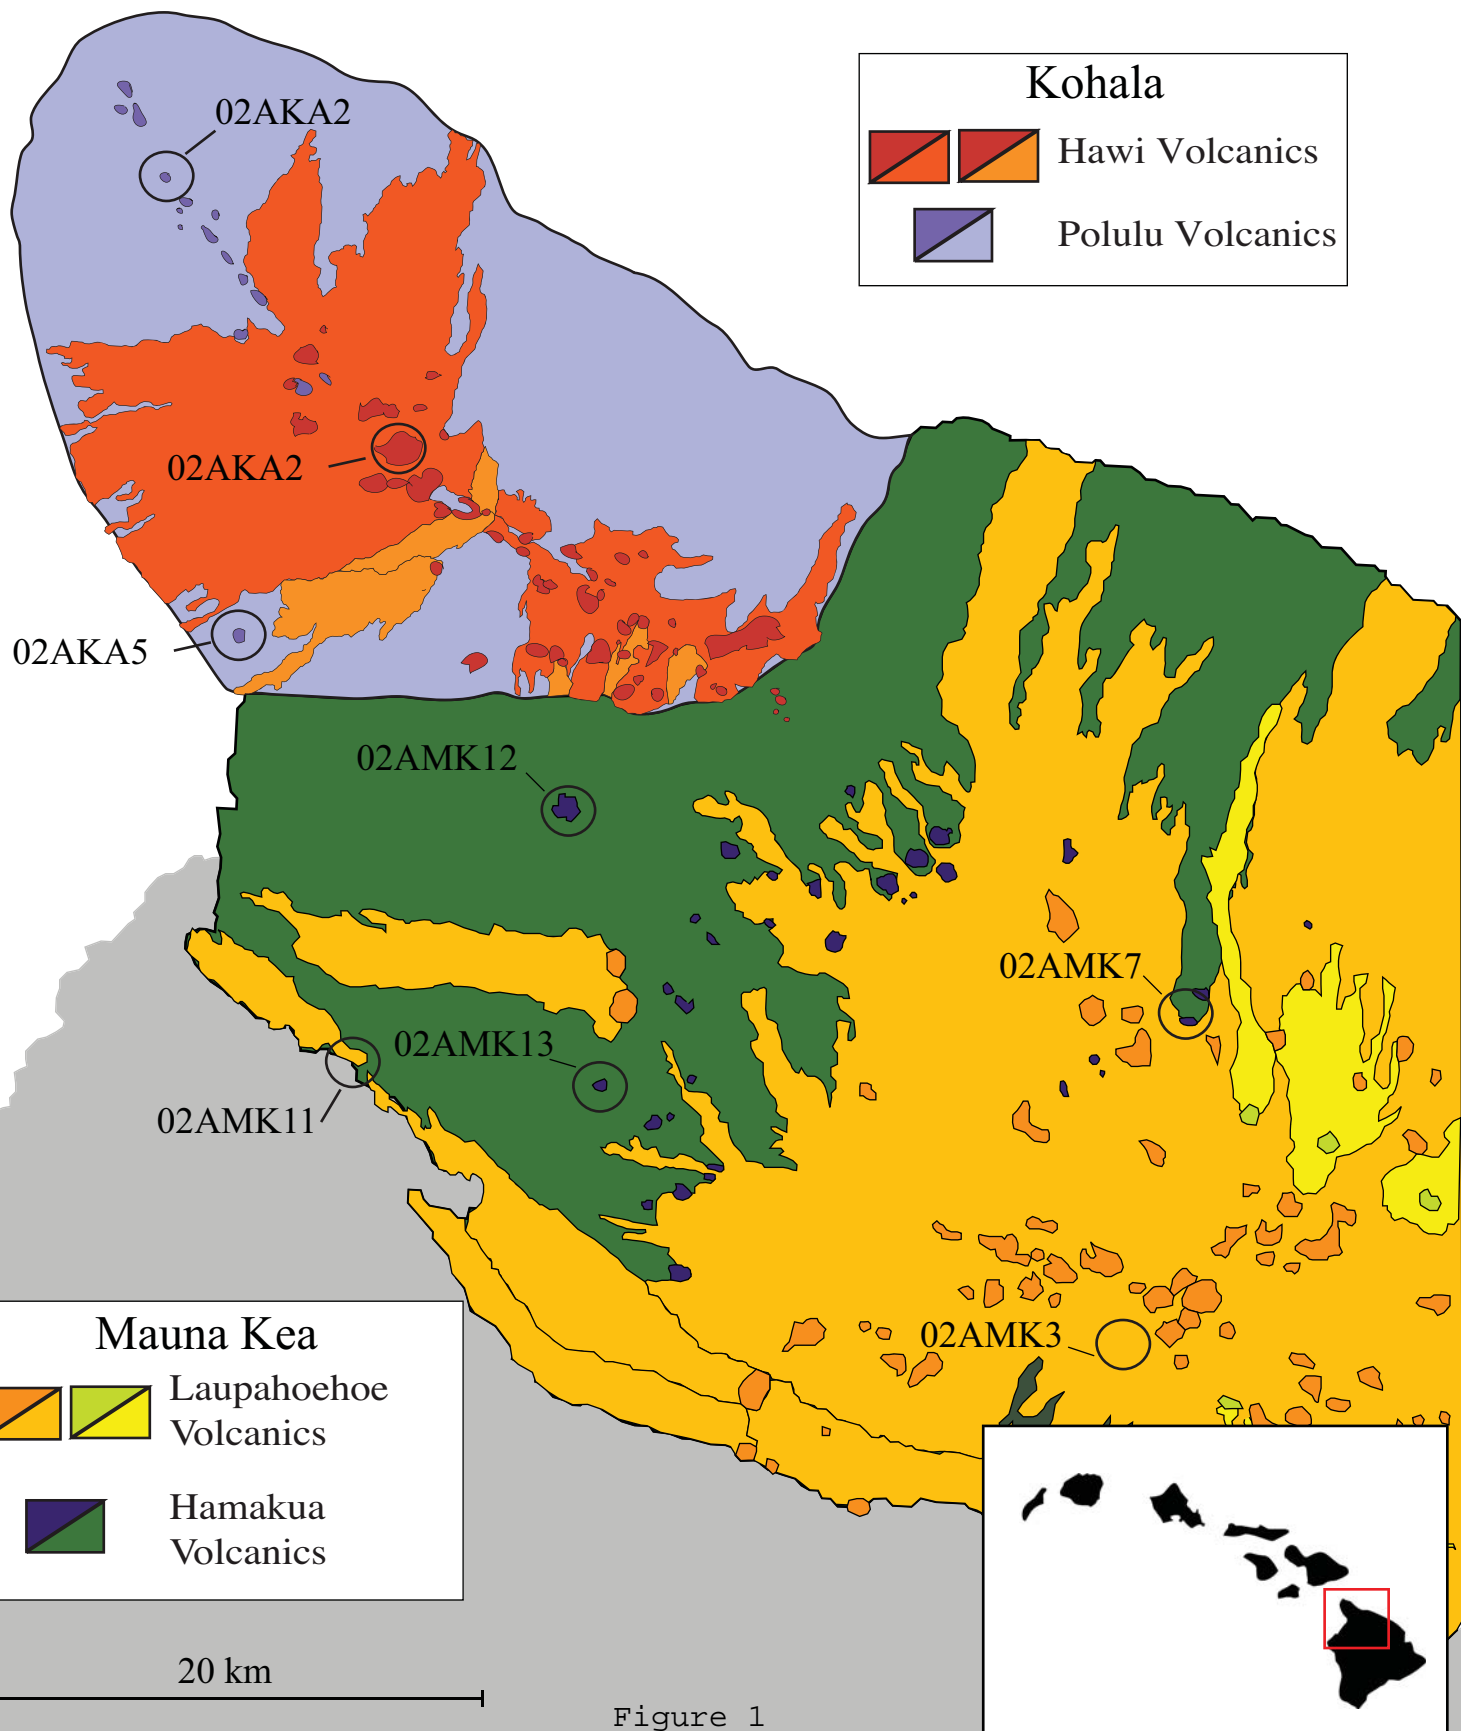 02AKA2
Kohala
Hawi Volcanics
Polulu Volcanics
02AKA2
02AKA5
02AMK12
02AMK7
02AMK13
02AMK11
Mauna Kea
02AMK3
Laupahoehoe
Volcanics
Hamakua
Volcanics
20 km
Figure 1